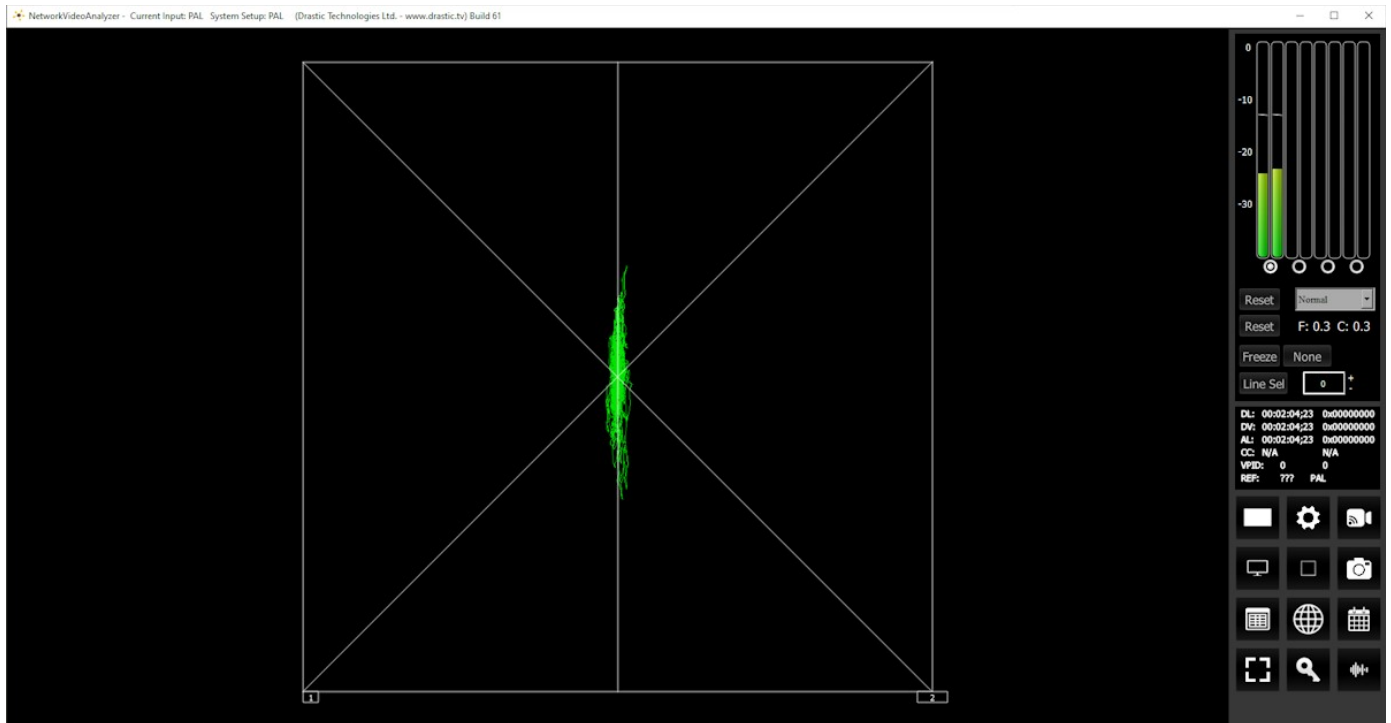 NetworkVideoAnalyzer - Current Input: PAL System Setup: PAL (Drastic Technologies Ltd. - www.drastic.tv) Build 61
0
-10
-20
-30
Reset Normal
Reset F: 0.3 C: 0.3
Freeze None
Line Sel 0 + -
DL: 00:02:04;23 0x00000000
DV: 00:02:04;23 0x00000000
AL: 00:02:04;23 0x00000000
CC: N/A N/A
VPID: 0 0
REF: ??? PAL
1 2